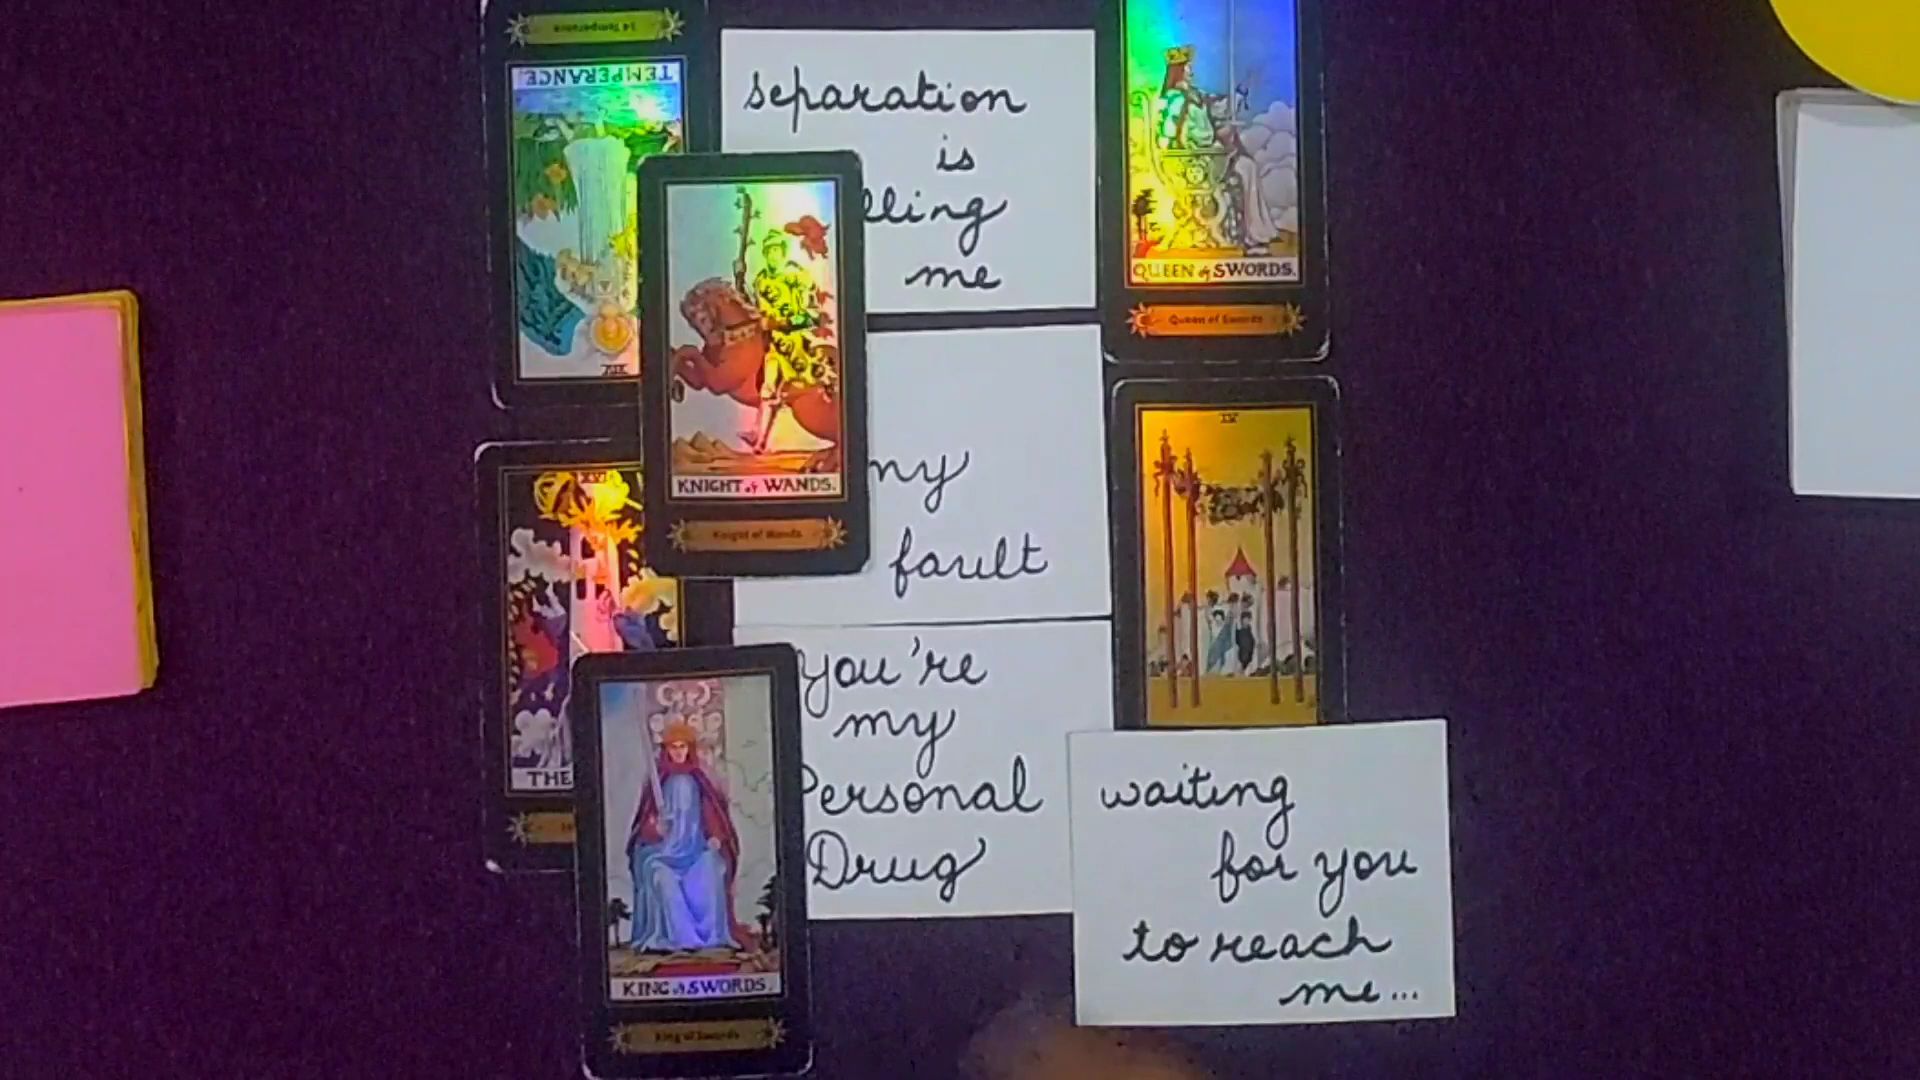 14 Temperance
TEMPERANCE.
XIV
separation
is
lling
me
QUEEN of SWORDS.
Queen of Swords
KNIGHT of WANDS.
Knight of Wands
my
fault
XVI
THE
IV
you're
my
Personal
Drug
KING of SWORDS.
King of Swords
waiting
for you
to reach
me...